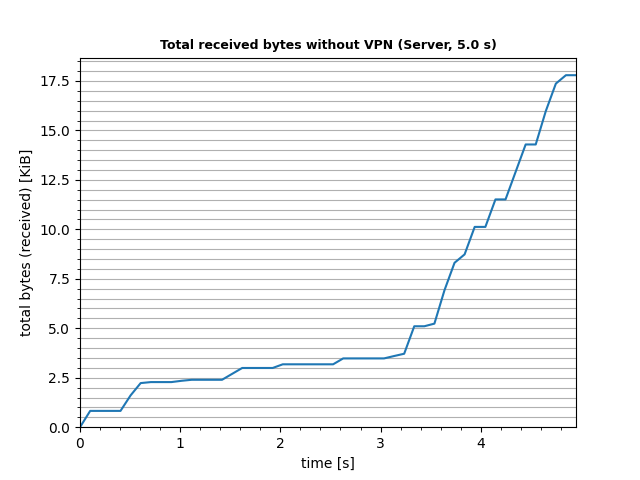 Total received bytes without VPN (Server, 5.0 s)
total bytes (received) [KiB]
17.5
15.0
12.5
10.0
7.5
5.0
2.5
0.0
0 1 2 3 4
time [s]